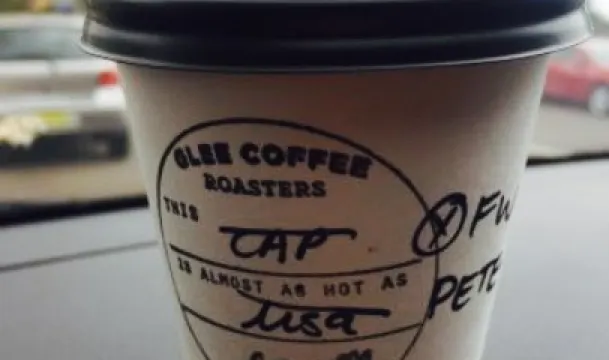 GLEE COFFEE
ROASTERS
THIS
CAP
IS ALMOST AS HOT AS
Lisa
PETE